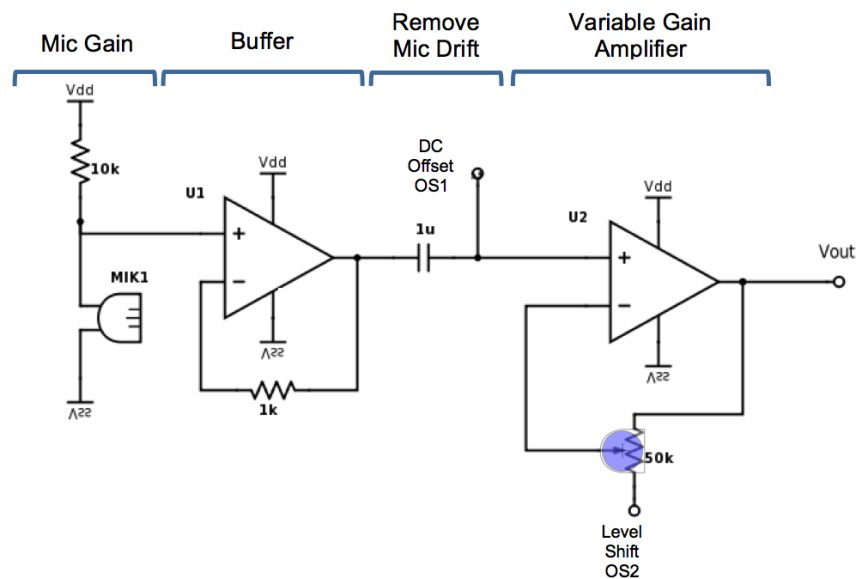 Mic Gain
Buffer
Remove
Mic Drift
Variable Gain
Amplifier
Vdd
10k
MIK1
Vss
U1
Vdd
+
−
Vss
1k
1u
DC
Offset
OS1
U2
Vdd
+
−
Vss
Vout
50k
Level
Shift
OS2